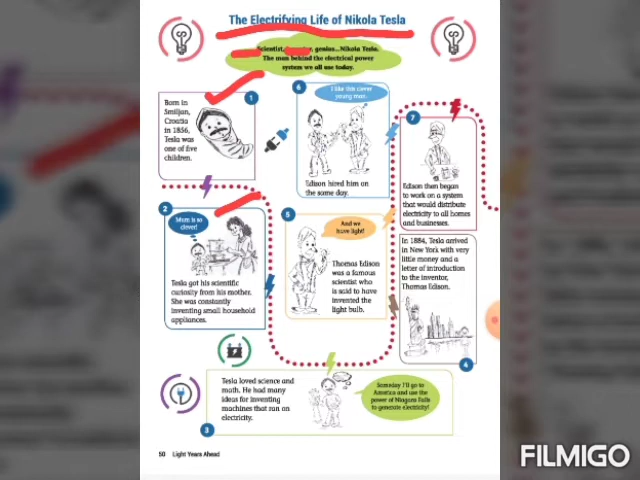 The Electrifying Life of Nikola Tesla
Scientist, genius... Nikola Tesla.
The man behind the electrical power
system we all use today.
1
Born in
Smiljan,
Croatia
in 1856,
Tesla was
one of five
children.
2
Mom is so
clever!
Tesla got his scientific
curiosity from his mother.
She was constantly
inventing small household
appliances.
3
Tesla loved science and
math. He had many
ideas for inventing
machines that ran on
electricity.
Someday I'll go to
America and use the
power of Niagara Falls
to generate electricity!
4
In 1884, Tesla arrived
in New York with very
little money and a
letter of introduction
to the inventor,
Thomas Edison.
5
And we
have light!
Thomas Edison
was a famous
scientist who
is said to have
invented the
light bulb.
6
I like this clever
young man.
Edison hired him on
the same day.
7
Edison then began
to work on a system
that would distribute
electricity to all homes
and businesses.
50 Light Years Ahead
FILMIGO